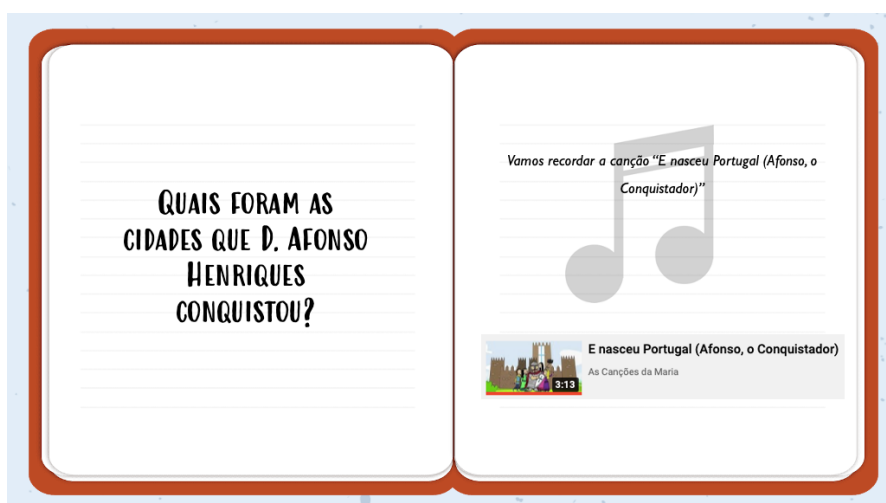 QUAIS FORAM AS
CIDADES QUE D. AFONSO
HENRIQUES
CONQUISTOU?
Vamos recordar a canção “E nasceu Portugal (Afonso, o
Conquistador)”
E nasceu Portugal (Afonso, o Conquistador)
As Canções da Maria
3:13